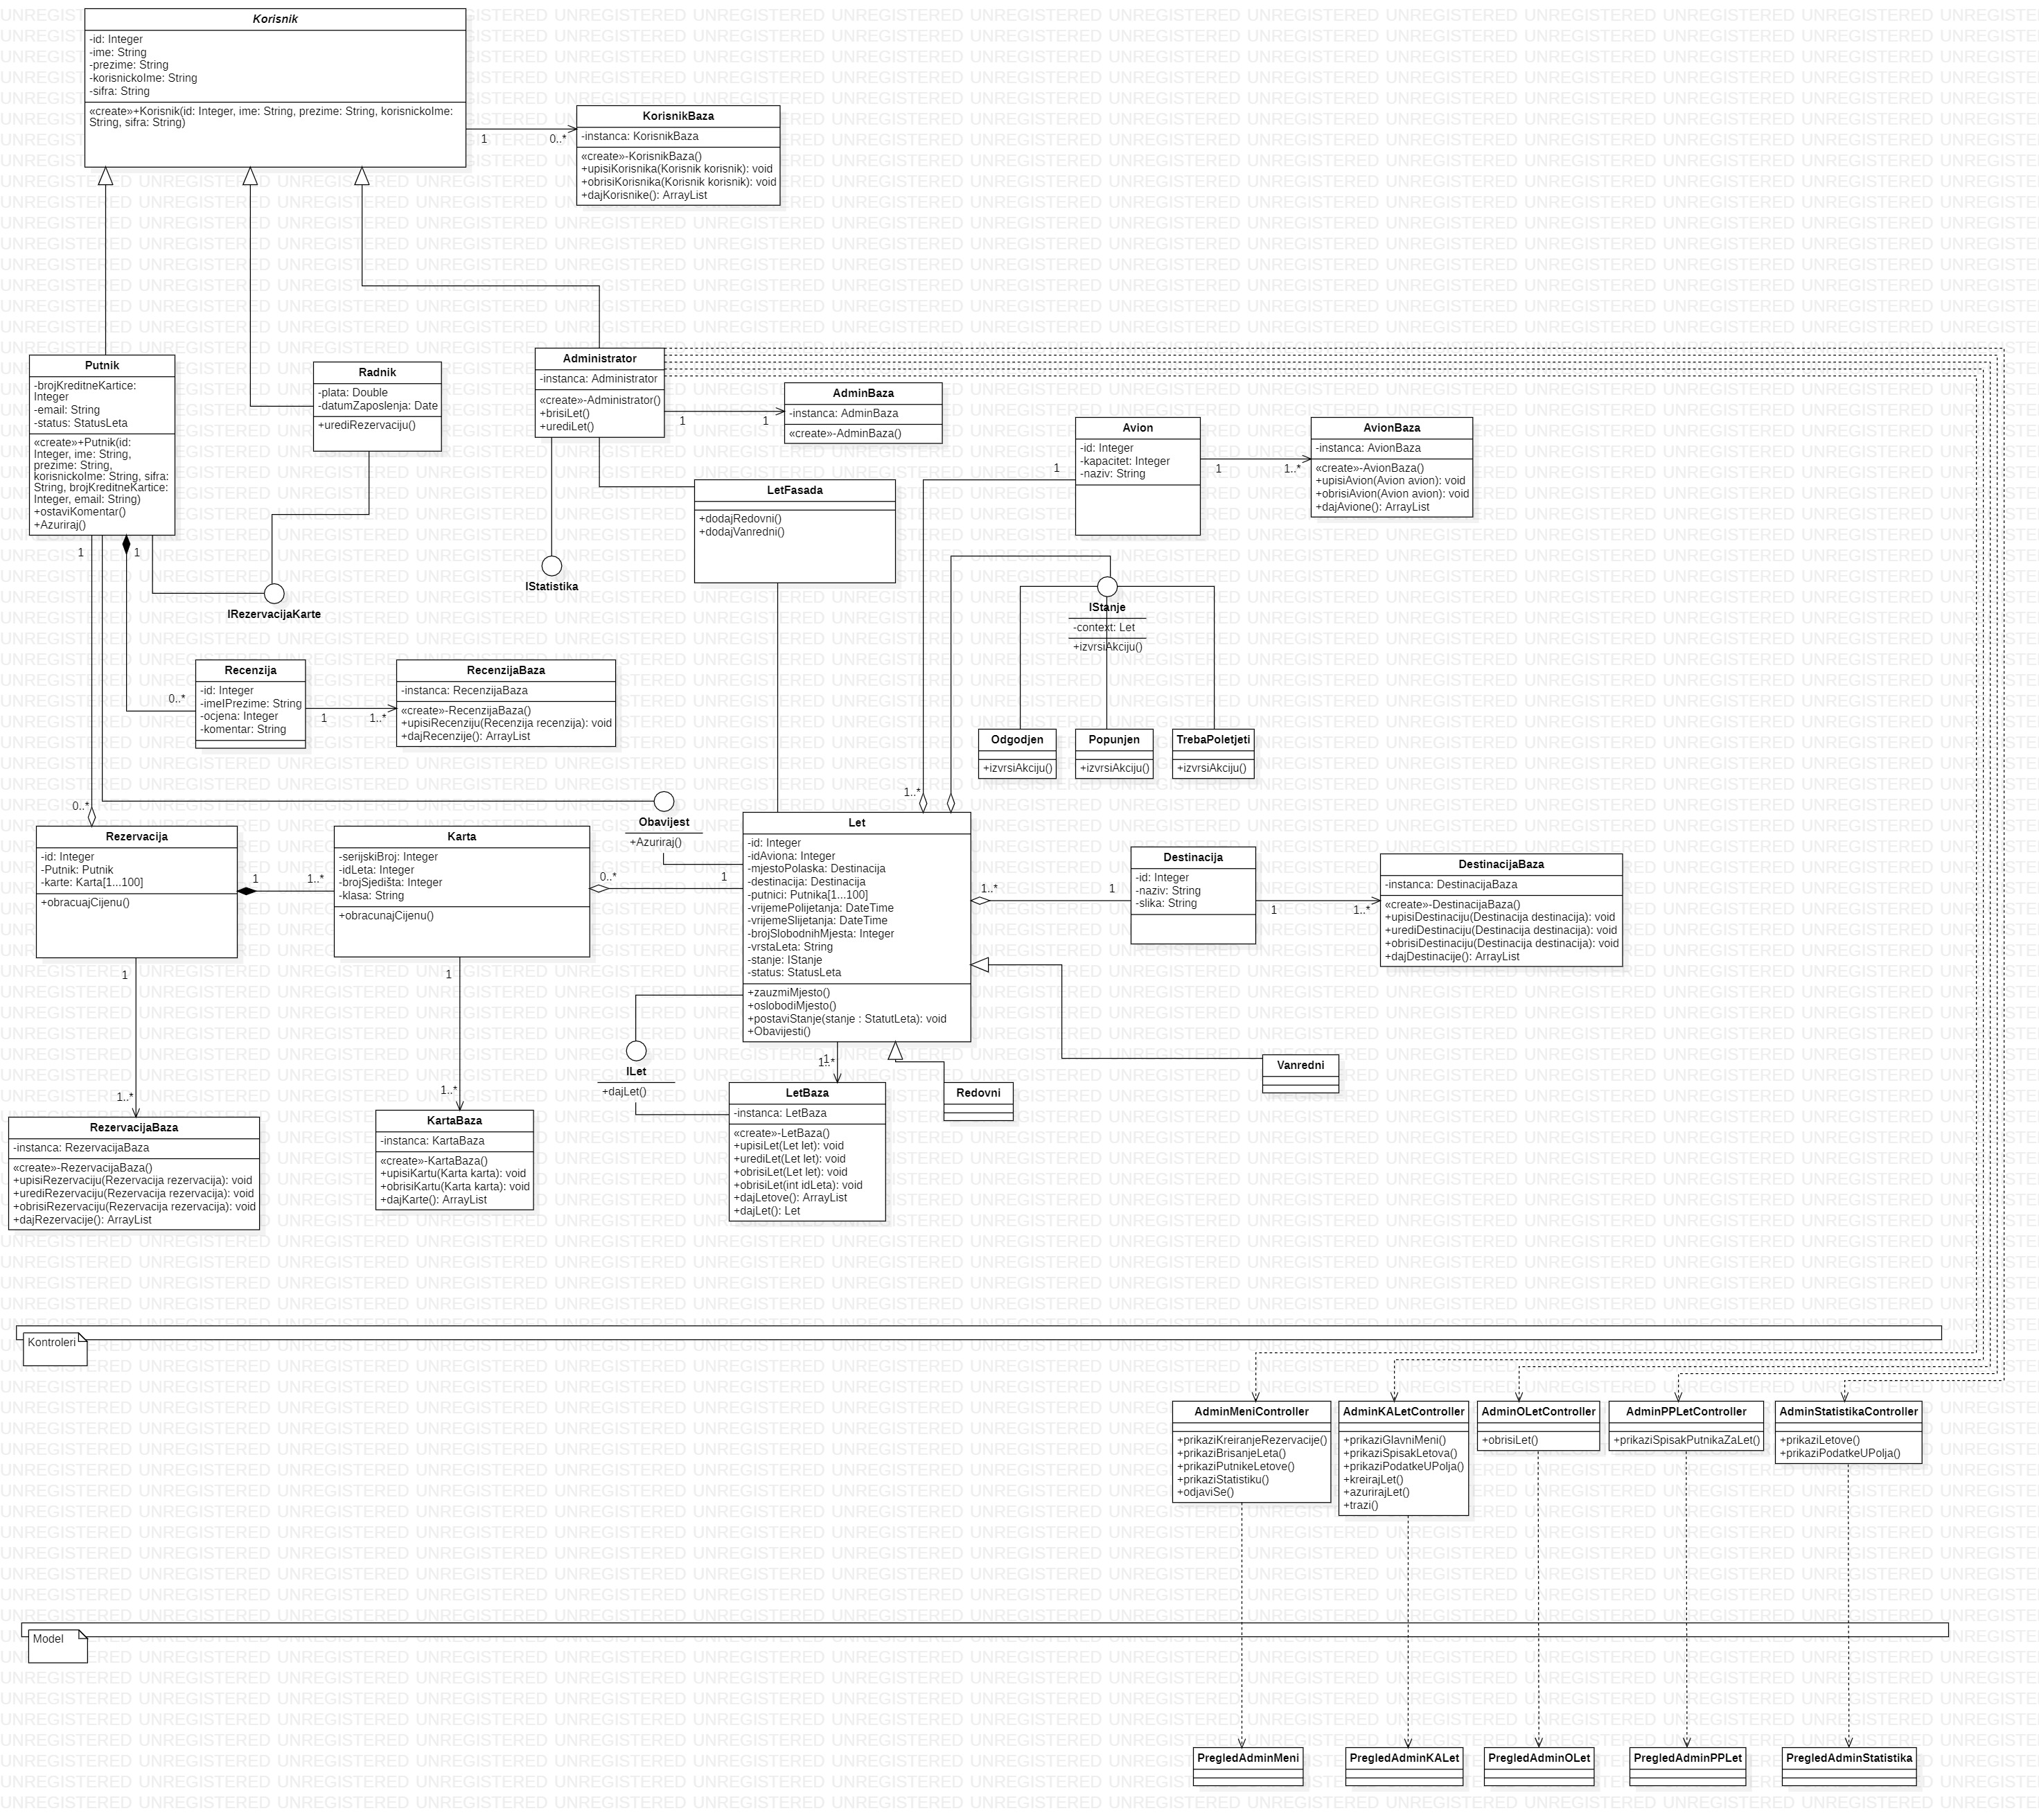 Korisnik
-id: Integer
-ime: String
-prezime: String
-korisnickoIme: String
-sifra: String
«create»+Korisnik(id: Integer, ime: String, prezime: String, korisnickoIme:
String, sifra: String)
1
0..*
KorisnikBaza
-instanca: KorisnikBaza
«create»-KorisnikBaza()
+upisiKorisnika(Korisnik korisnik): void
+obrisiKorisnika(Korisnik korisnik): void
+dajKorisnike(): ArrayList
Putnik
-brojKreditneKartice:
Integer
-email: String
-status: StatusLeta
«create»+Putnik(id:
Integer, ime: String,
prezime: String,
korisnickoIme: String, sifra:
String, brojKreditneKartice:
Integer, email: String)
+ostaviKomentar()
+Azuriraj()
Radnik
-plata: Double
-datumZaposlenja: Date
+urediRezervaciju()
Administrator
-instanca: Administrator
«create»-Administrator()
+brisiLet()
+urediLet()
1
1
AdminBaza
-instanca: AdminBaza
«create»-AdminBaza()
LetFasada
+dodajRedovni()
+dodajVanredni()
1
Avion
-id: Integer
-kapacitet: Integer
-naziv: String
1
1..*
AvionBaza
-instanca: AvionBaza
«create»-AvionBaza()
+upisiAvion(Avion avion): void
+obrisiAvion(Avion avion): void
+dajAvione(): ArrayList
1
1
IRezervacijaKarte
IStatistika
IStanje
-context: Let
+izvrsiAkciju()
0..*
Recenzija
-id: Integer
-imeIPrezime: String
-ocjena: Integer
-komentar: String
1
1..*
RecenzijaBaza
-instanca: RecenzijaBaza
«create»-RecenzijaBaza()
+upisiRecenziju(Recenzija recenzija): void
+dajRecenzije(): ArrayList
Odgodjen
+izvrsiAkciju()
Popunjen
+izvrsiAkciju()
TrebaPoletjeti
+izvrsiAkciju()
0..*
1..*
Rezervacija
-id: Integer
-Putnik: Putnik
-karte: Karta[1...100]
+obracuajCijenu()
1
1..*
Karta
-serijskiBroj: Integer
-idLeta: Integer
-brojSjedišta: Integer
-klasa: String
+obracunajCijenu()
0..*
1
Obavijest
+Azuriraj()
Let
-id: Integer
-idAviona: Integer
-mjestoPolaska: Destinacija
-destinacija: Destinacija
-putnici: Putnika[1...100]
-vrijemePolijetanja: DateTime
-vrijemeSlijetanja: DateTime
-brojSlobodnihMjesta: Integer
-vrstaLeta: String
-stanje: IStanje
-status: StatusLeta
+zauzmiMjesto()
+oslobodiMjesto()
+postaviStanje(stanje : StatutLeta): void
+Obavijesti()
1..*
1
Destinacija
-id: Integer
-naziv: String
-slika: String
1
1..*
DestinacijaBaza
-instanca: DestinacijaBaza
«create»-DestinacijaBaza()
+upisiDestinaciju(Destinacija destinacija): void
+urediDestinaciju(Destinacija destinacija): void
+obrisiDestinaciju(Destinacija destinacija): void
+dajDestinacije(): ArrayList
1
1..*
1
1..*
RezervacijaBaza
-instanca: RezervacijaBaza
«create»-RezervacijaBaza()
+upisiRezervaciju(Rezervacija rezervacija): void
+urediRezervaciju(Rezervacija rezervacija): void
+obrisiRezervaciju(Rezervacija rezervacija): void
+dajRezervacije(): ArrayList
KartaBaza
-instanca: KartaBaza
«create»-KartaBaza()
+upisiKartu(Karta karta): void
+obrisiKartu(Karta karta): void
+dajKarte(): ArrayList
ILet
+dajLet()
1
1..*
LetBaza
-instanca: LetBaza
«create»-LetBaza()
+upisiLet(Let let): void
+urediLet(Let let): void
+obrisiLet(Let let): void
+obrisiLet(int idLeta): void
+dajLetove(): ArrayList
+dajLet(): Let
Redovni
Vanredni
Kontroleri
AdminMeniController
+prikaziKreiranjeRezervacije()
+prikaziBrisanjeLeta()
+prikaziPutnikeLetove()
+prikaziStatistiku()
+odjaviSe()
AdminKALetController
+prikaziGlavniMeni()
+prikaziSpisakLetova()
+prikaziPodatkeUPolja()
+kreirajLet()
+azurirajLet()
+trazi()
AdminOLetController
+obrisiLet()
AdminPPLetController
+prikaziSpisakPutnikaZaLet()
AdminStatistikaController
+prikaziLetove()
+prikaziPodatkeUPolja()
Model
PregledAdminMeni
PregledAdminKALet
PregledAdminOLet
PregledAdminPPLet
PregledAdminStatistika